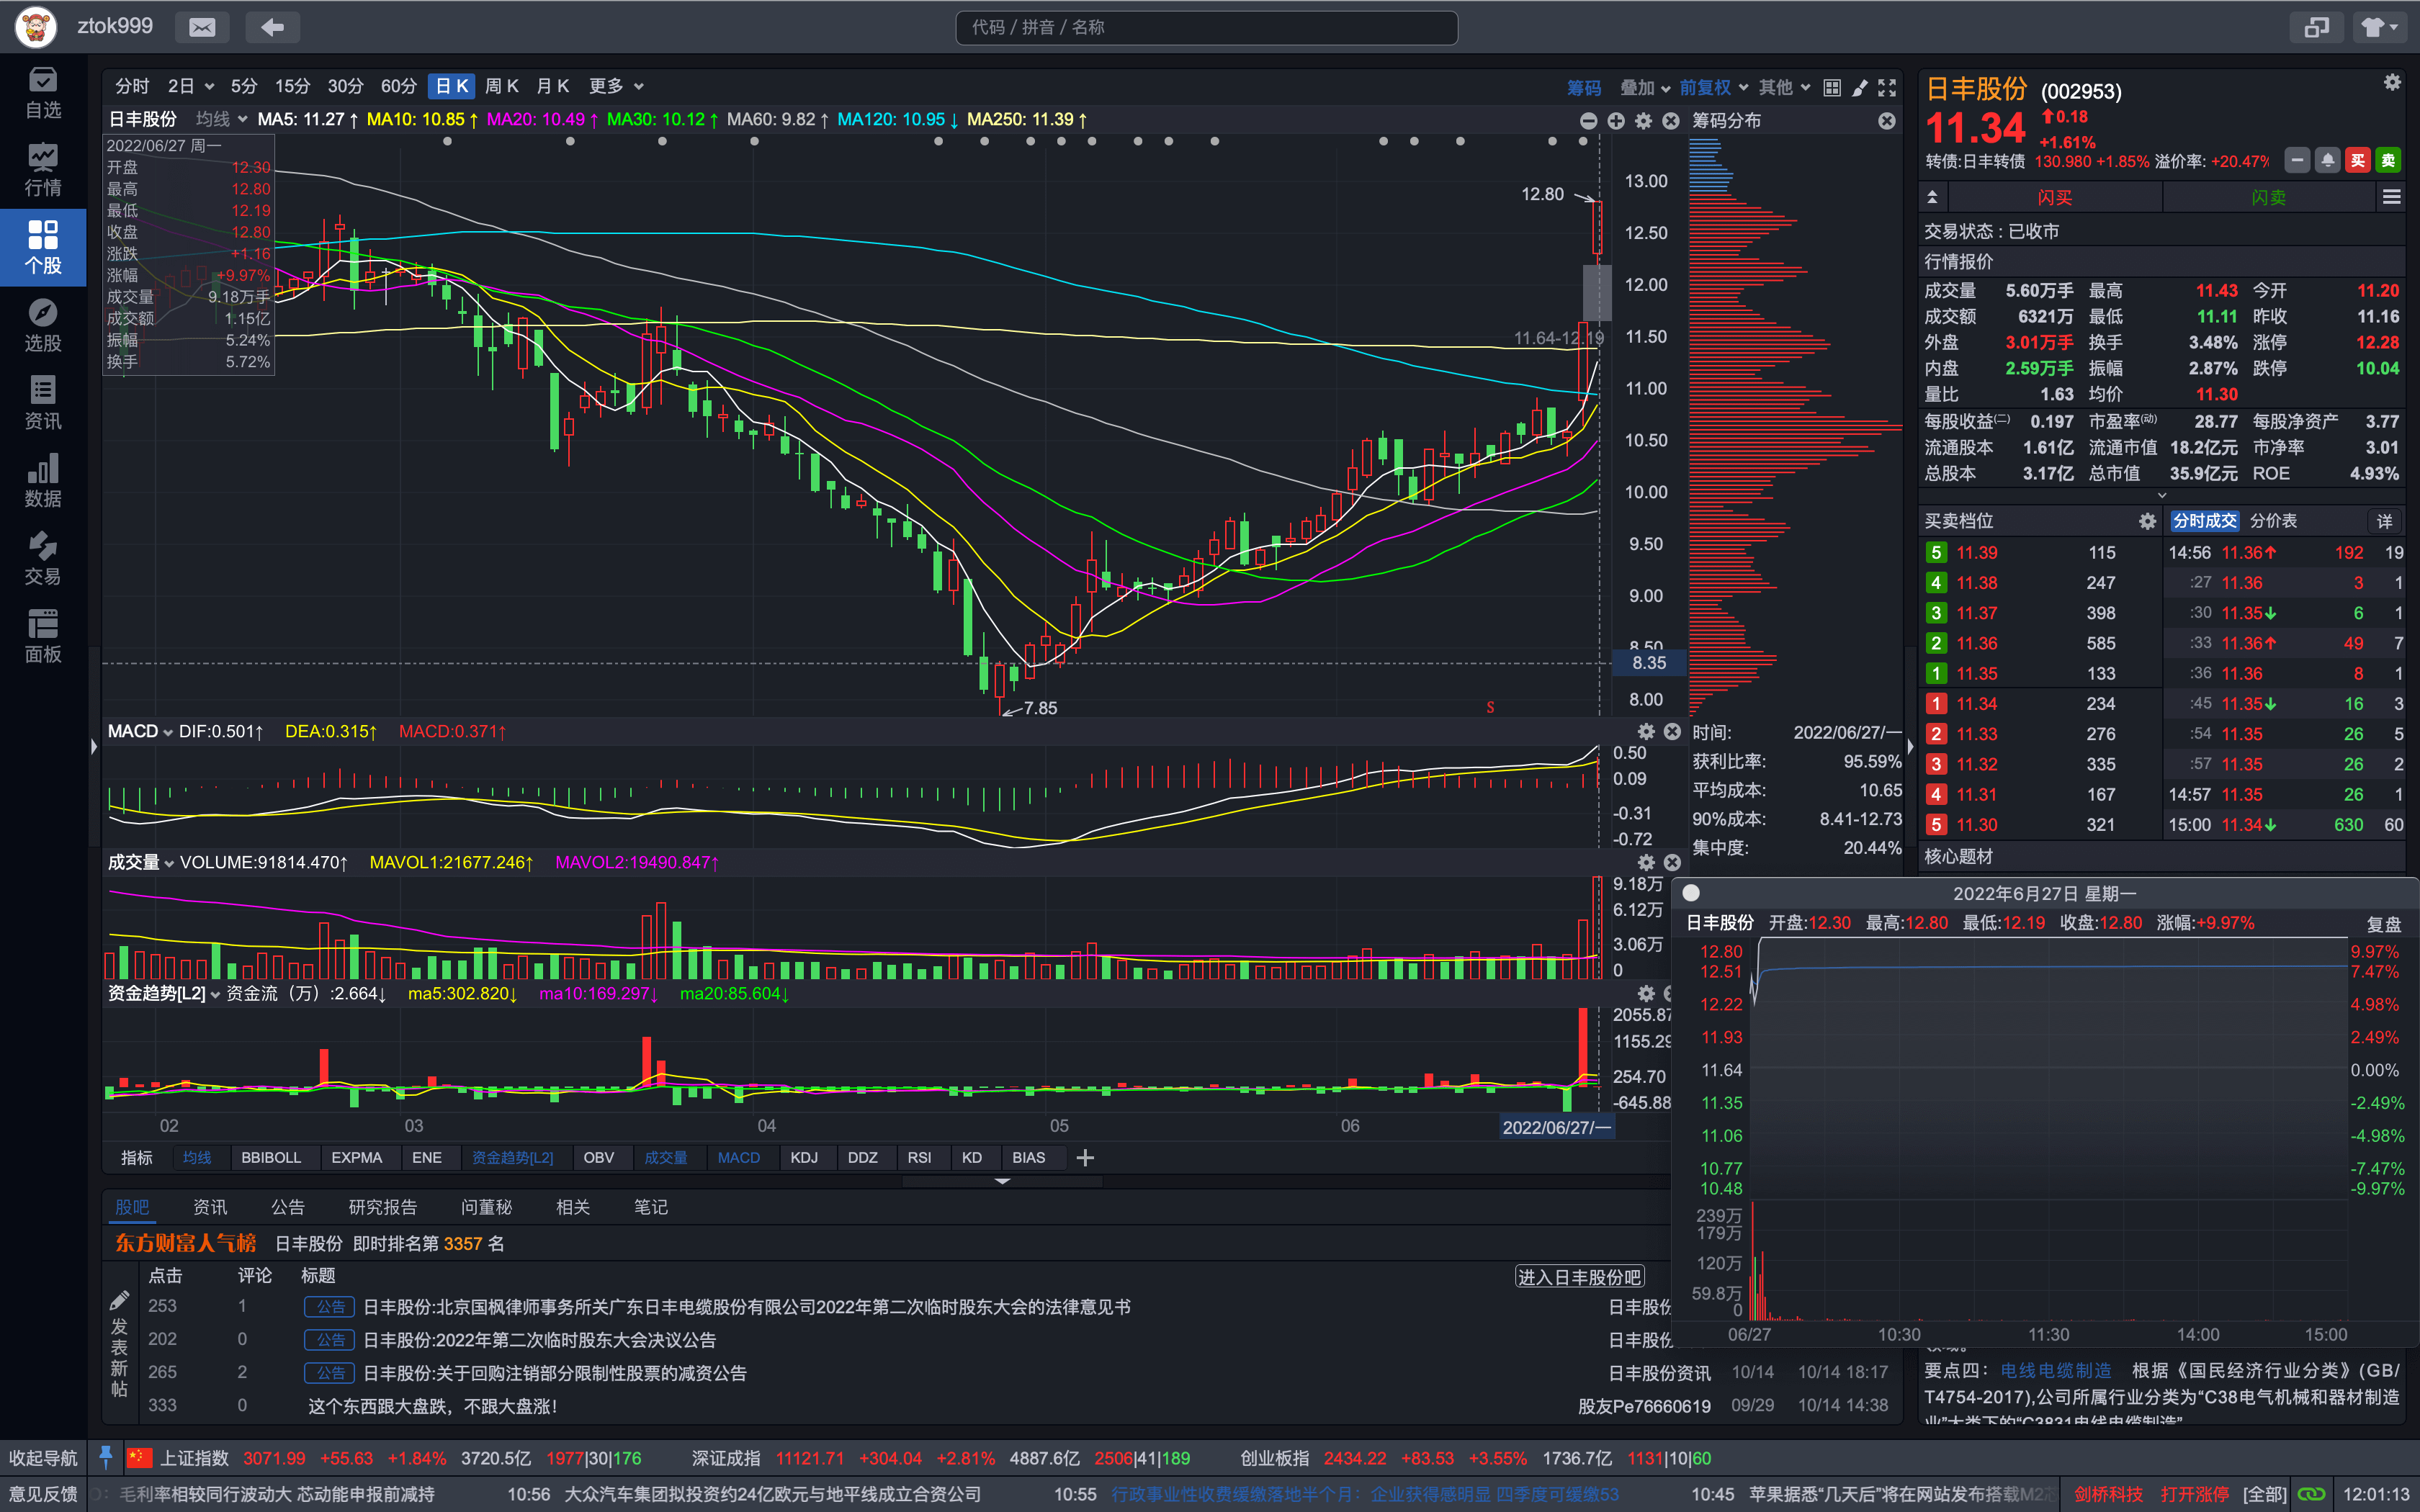 ztok999
代码 / 拼音 / 名称
自选
行情
个股
选股
资讯
数据
交易
面板
分时 2日 5分 15分 30分 60分 日K 周K 月K 更多
筹码 叠加 前复权 其他
日丰股份 均线 MA5: 11.27↑ MA10: 10.85↑ MA20: 10.49↑ MA30: 10.12↑ MA60: 9.82↑ MA120: 10.95↓ MA250: 11.39↑
筹码分布
2022/06/27 周一
开盘 12.30
最高 12.80
最低 12.19
收盘 12.80
涨跌 +1.16
涨幅 +9.97%
成交量 9.18万手
成交额 1.15亿
振幅 5.24%
换手 5.72%
12.80
11.64-12.19
7.85
S
13.00
12.50
12.00
11.50
11.00
10.50
10.00
9.50
9.00
8.50
8.35
8.00
MACD DIF:0.501↑ DEA:0.315↑ MACD:0.371↑
0.50
0.09
-0.31
-0.72
时间: 2022/06/27/一
获利比率: 95.59%
平均成本: 10.65
90%成本: 8.41-12.73
集中度: 20.44%
成交量 VOLUME:91814.470↑ MAVOL1:21677.246↑ MAVOL2:19490.847↑
9.18万
6.12万
3.06万
0
资金趋势[L2] 资金流（万）:2.664↓ ma5:302.820↓ ma10:169.297↓ ma20:85.604↓
2055.87
1155.29
254.70
-645.88
02 03 04 05 06 2022/06/27/一
指标 均线 BBIBOLL EXPMA ENE 资金趋势[L2] OBV 成交量 MACD KDJ DDZ RSI KD BIAS
股吧 资讯 公告 研究报告 问董秘 相关 笔记
东方财富人气榜 日丰股份 即时排名第 3357 名
点击 评论 标题
进入日丰股份吧
发表新帖
253 1 公告 日丰股份:北京国枫律师事务所关广东日丰电缆股份有限公司2022年第二次临时股东大会的法律意见书 日丰股份
202 0 公告 日丰股份:2022年第二次临时股东大会决议公告 日丰股份
265 2 公告 日丰股份:关于回购注销部分限制性股票的减资公告 日丰股份资讯 10/14 10/14 18:17
333 0 这个东西跟大盘跌，不跟大盘涨！ 股友Pe76660619 09/29 10/14 14:38
日丰股份 (002953)
11.34 0.18
+1.61%
转债:日丰转债 130.980 +1.85% 溢价率: +20.47% 买 卖
闪买 闪卖
交易状态 : 已收市
行情报价
成交量 5.60万手 最高 11.43 今开 11.20
成交额 6321万 最低 11.11 昨收 11.16
外盘 3.01万手 换手 3.48% 涨停 12.28
内盘 2.59万手 振幅 2.87% 跌停 10.04
量比 1.63 均价 11.30
每股收益(二) 0.197 市盈率(动) 28.77 每股净资产 3.77
流通股本 1.61亿 流通市值 18.2亿元 市净率 3.01
总股本 3.17亿 总市值 35.9亿元 ROE 4.93%
买卖档位 分时成交 分价表 详
5 11.39 115 14:56 11.36↑ 192 19
4 11.38 247 :27 11.36 3 1
3 11.37 398 :30 11.35↓ 6 1
2 11.36 585 :33 11.36↑ 49 7
1 11.35 133 :36 11.36 8 1
1 11.34 234 :45 11.35↓ 16 3
2 11.33 276 :54 11.35 26 5
3 11.32 335 :57 11.35 26 2
4 11.31 167 14:57 11.35 26 1
5 11.30 321 15:00 11.34↓ 630 60
核心题材
2022年6月27日 星期一
日丰股份 开盘:12.30 最高:12.80 最低:12.19 收盘:12.80 涨幅:+9.97% 复盘
12.80 9.97%
12.51 7.47%
12.22 4.98%
11.93 2.49%
11.64 0.00%
11.35 -2.49%
11.06 -4.98%
10.77 -7.47%
10.48 -9.97%
239万
179万
120万
59.8万
0
06/27 10:30 11:30 14:00 15:00
要点四: 电线电缆制造 根据《国民经济行业分类》(GB/
T4754-2017),公司所属行业分类为“C38电气机械和器材制造
业”大类下的“C3831电线电缆制造”
收起导航 上证指数 3071.99 +55.63 +1.84% 3720.5亿 1977|30|176 深证成指 11121.71 +304.04 +2.81% 4887.6亿 2506|41|189 创业板指 2434.22 +83.53 +3.55% 1736.7亿 1131|10|60
意见反馈 毛利率相较同行波动大 芯动能申报前减持 10:56 大众汽车集团拟投资约24亿欧元与地平线成立合资公司 10:55 行政事业性收费缓缴落地半个月：企业获得感明显 四季度可缓缴53 10:45 苹果据悉“几天后”将在网站发布搭载M2芯 剑桥科技 打开涨停 [全部] 12:01:13